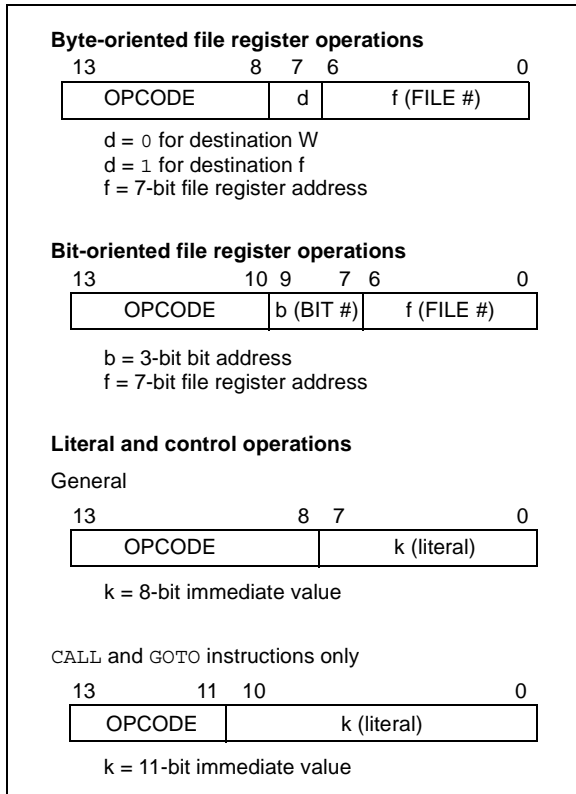 Byte-oriented file register operations
13 8 7 6 0
OPCODE d f (FILE #)
d = 0 for destination W
d = 1 for destination f
f = 7-bit file register address
Bit-oriented file register operations
13 10 9 7 6 0
OPCODE b (BIT #) f (FILE #)
b = 3-bit bit address
f = 7-bit file register address
Literal and control operations
General
13 8 7 0
OPCODE k (literal)
k = 8-bit immediate value
CALL and GOTO instructions only
13 11 10 0
OPCODE k (literal)
k = 11-bit immediate value